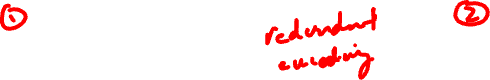 ① ②
redundant
encoding